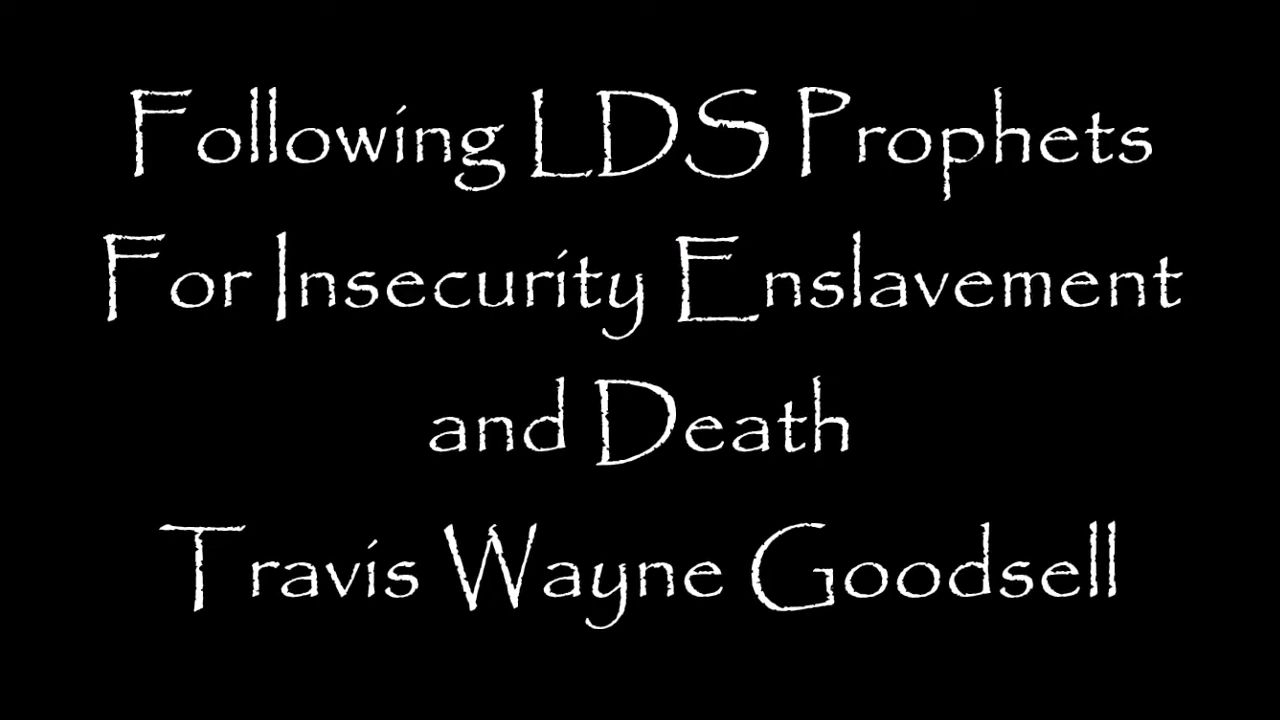 Following LDS Prophets
For Insecurity Enslavement
and Death
Travis Wayne Goodsell